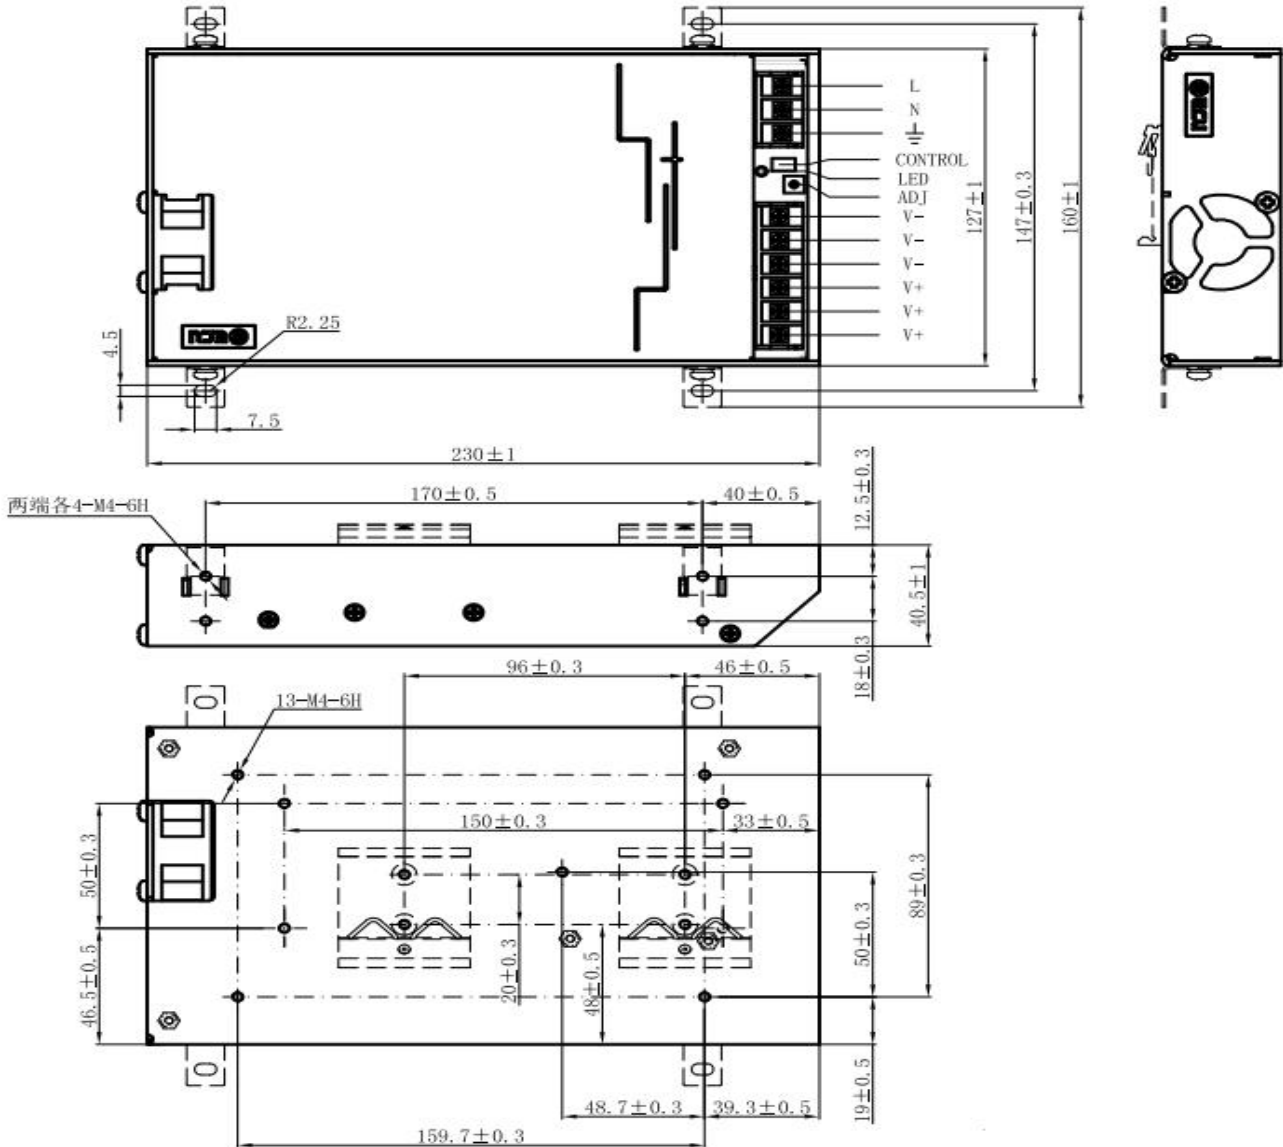 L
N
CONTROL
LED
ADJ
V-
V-
V-
V+
V+
V+
127±1
147±0.3
160±1
R2.25
4.5
7.5
230±1
170±0.5
40±0.5
12.5±0.3
两端各4-M4-6H
40.5±1
18±0.3
96±0.3
46±0.5
13-M4-6H
150±0.3
33±0.5
50±0.3
89±0.3
50±0.3
20±0.3
48±0.5
46.5±0.5
19±0.5
48.7±0.3
39.3±0.5
159.7±0.3